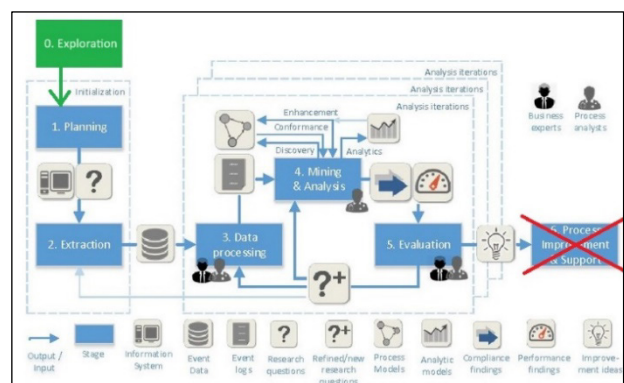 0. Exploration
Initialization
1. Planning
2. Extraction
Analysis iterations
Analysis iterations
Analysis iterations
Enhancement
Conformance
Discovery
Analytics
4. Mining
& Analysis
3. Data
processing
5. Evaluation
6. Process
Improvement
& Support
Business
experts
Process
analysts
?
?+
Output /
Input
Stage
Information
System
Event
Data
Event
logs
?
Research
questions
?+
Refined/new
research
questions
Process
Models
Analytic
models
Compliance
findings
Performance
findings
Improve-
ment ideas